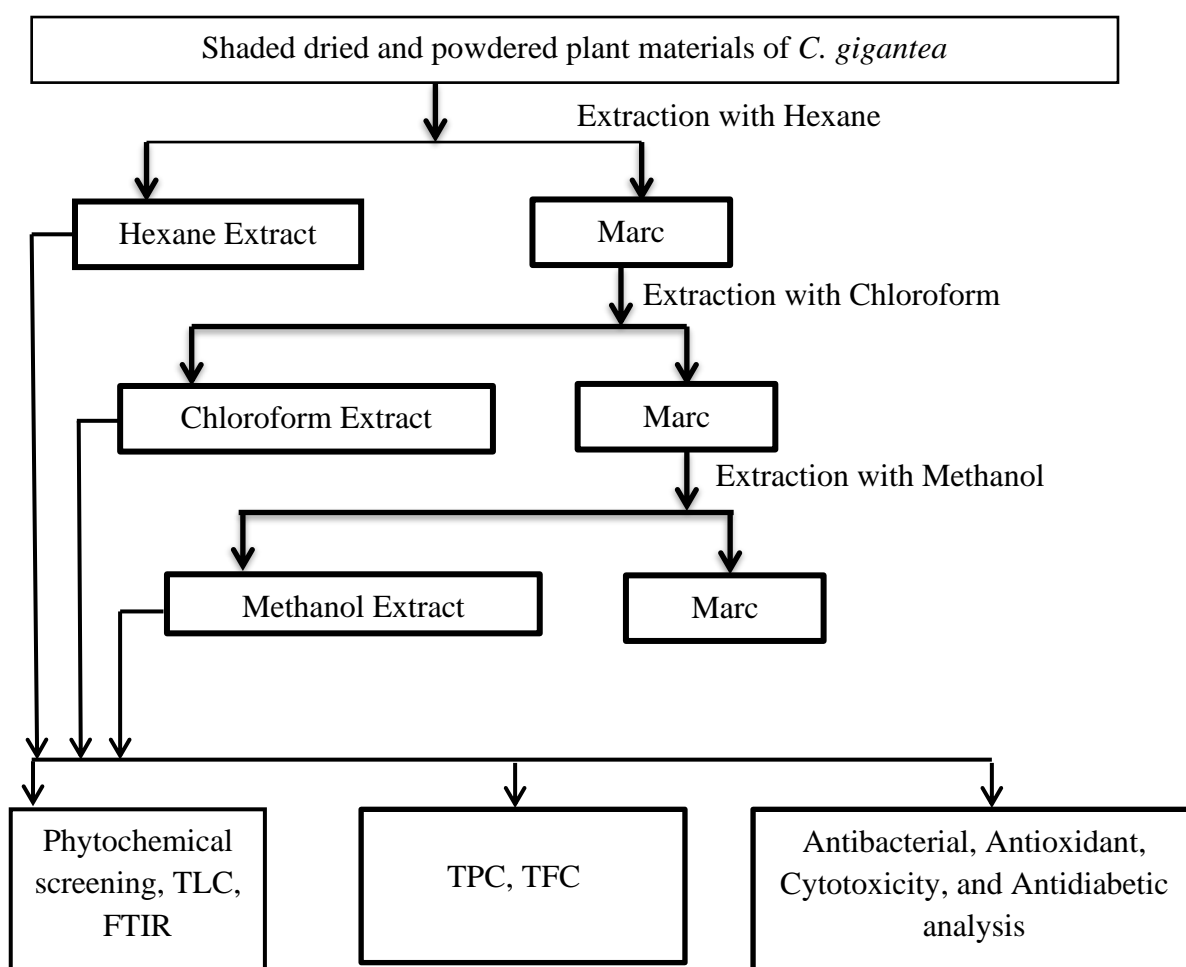 Shaded dried and powdered plant materials of C. gigantea
Extraction with Hexane
Hexane Extract
Marc
Extraction with Chloroform
Chloroform Extract
Marc
Extraction with Methanol
Methanol Extract
Marc
Phytochemical
screening, TLC,
FTIR
TPC, TFC
Antibacterial, Antioxidant,
Cytotoxicity, and Antidiabetic
analysis